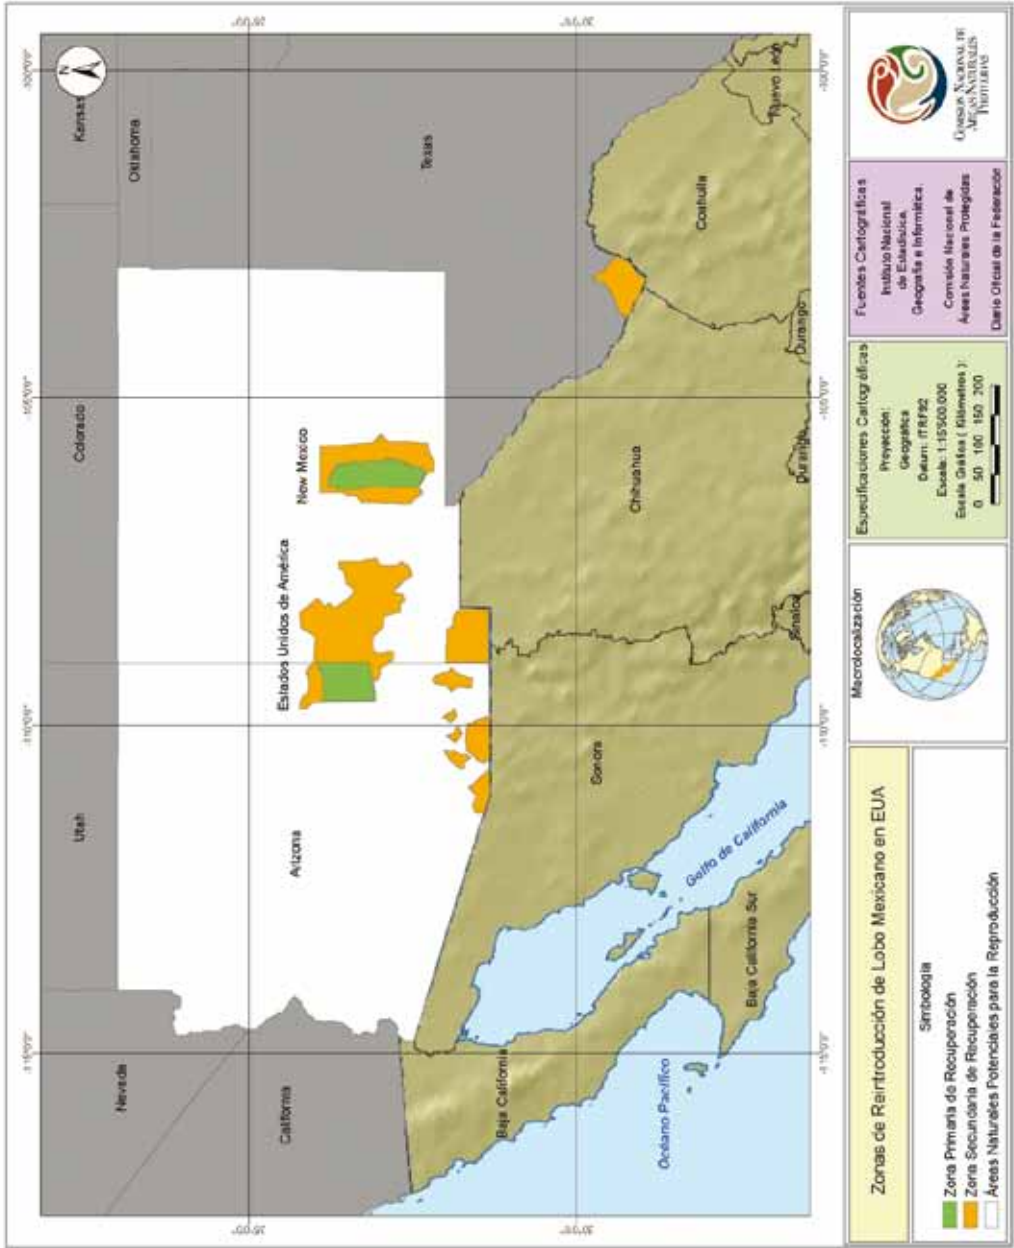 Kansas
Colorado
Utah
Nevada
Oklahoma
Texas
New Mexico
Estados Unidos de América
Arizona
California
Chihuahua
Coahuila
Nuevo León
Durango
Durango
Sinaloa
Sonora
Golfo de California
Baja California
Baja California Sur
Océano Pacífico
N
Zonas de Reintroducción de Lobo Mexicano en EUA
Simbología
Zona Primaria de Recuperación
Zona Secundaria de Recuperación
Áreas Naturales Potenciales para la Reproducción
Macrolocalización
Especificaciones Cartográficas
Proyección:
Geográfica
Datum: ITRF92
Escala Gráfica ( Kilómetros ):
0 50 100 150 200
Fuentes Cartográficas
Instituto Nacional
de Estadística,
Geografía e Informática.
Comisión Nacional de
Áreas Naturales Protegidas
Diario Oficial de la Federación
COMISIÓN NACIONAL DE
ÁREAS NATURALES
PROTEGIDAS